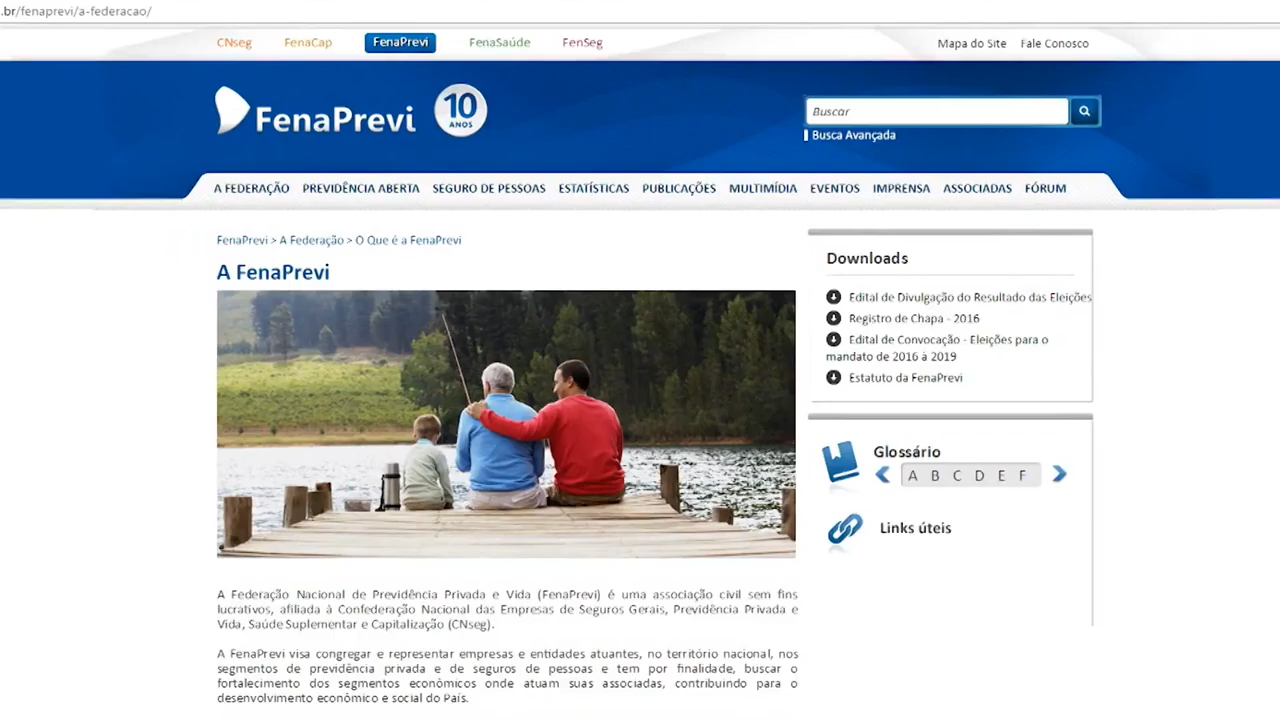 .br/fenaprevi/a-federacao/
CNseg FenaCap FenaPrevi FenaSaúde FenSeg Mapa do Site Fale Conosco
FenaPrevi 10 ANOS
Buscar
Busca Avançada
A FEDERAÇÃO PREVIDÊNCIA ABERTA SEGURO DE PESSOAS ESTATÍSTICAS PUBLICAÇÕES MULTIMÍDIA EVENTOS IMPRENSA ASSOCIADAS FÓRUM
FenaPrevi > A Federação > O Que é a FenaPrevi
A FenaPrevi
A Federação Nacional de Previdência Privada e Vida (FenaPrevi) é uma associação civil sem fins
lucrativos, afiliada à Confederação Nacional das Empresas de Seguros Gerais, Previdência Privada e
Vida, Saúde Suplementar e Capitalização (CNseg).
A FenaPrevi visa congregar e representar empresas e entidades atuantes, no território nacional, nos
segmentos de previdência privada e de seguros de pessoas e tem por finalidade, buscar o
fortalecimento dos segmentos econômicos onde atuam suas associadas, contribuindo para o
desenvolvimento econômico e social do País.
Downloads
Edital de Divulgação do Resultado das Eleições
Registro de Chapa - 2016
Edital de Convocação - Eleições para o
mandato de 2016 à 2019
Estatuto da FenaPrevi
Glossário
A B C D E F
Links úteis